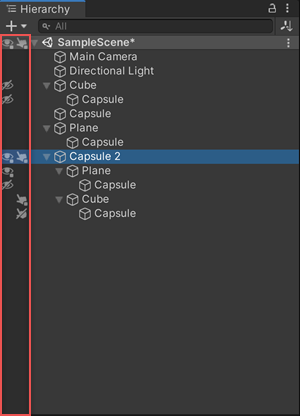 Hierarchy
All
SampleScene*
Main Camera
Directional Light
Cube
Capsule
Capsule
Plane
Capsule
Capsule 2
Plane
Capsule
Cube
Capsule